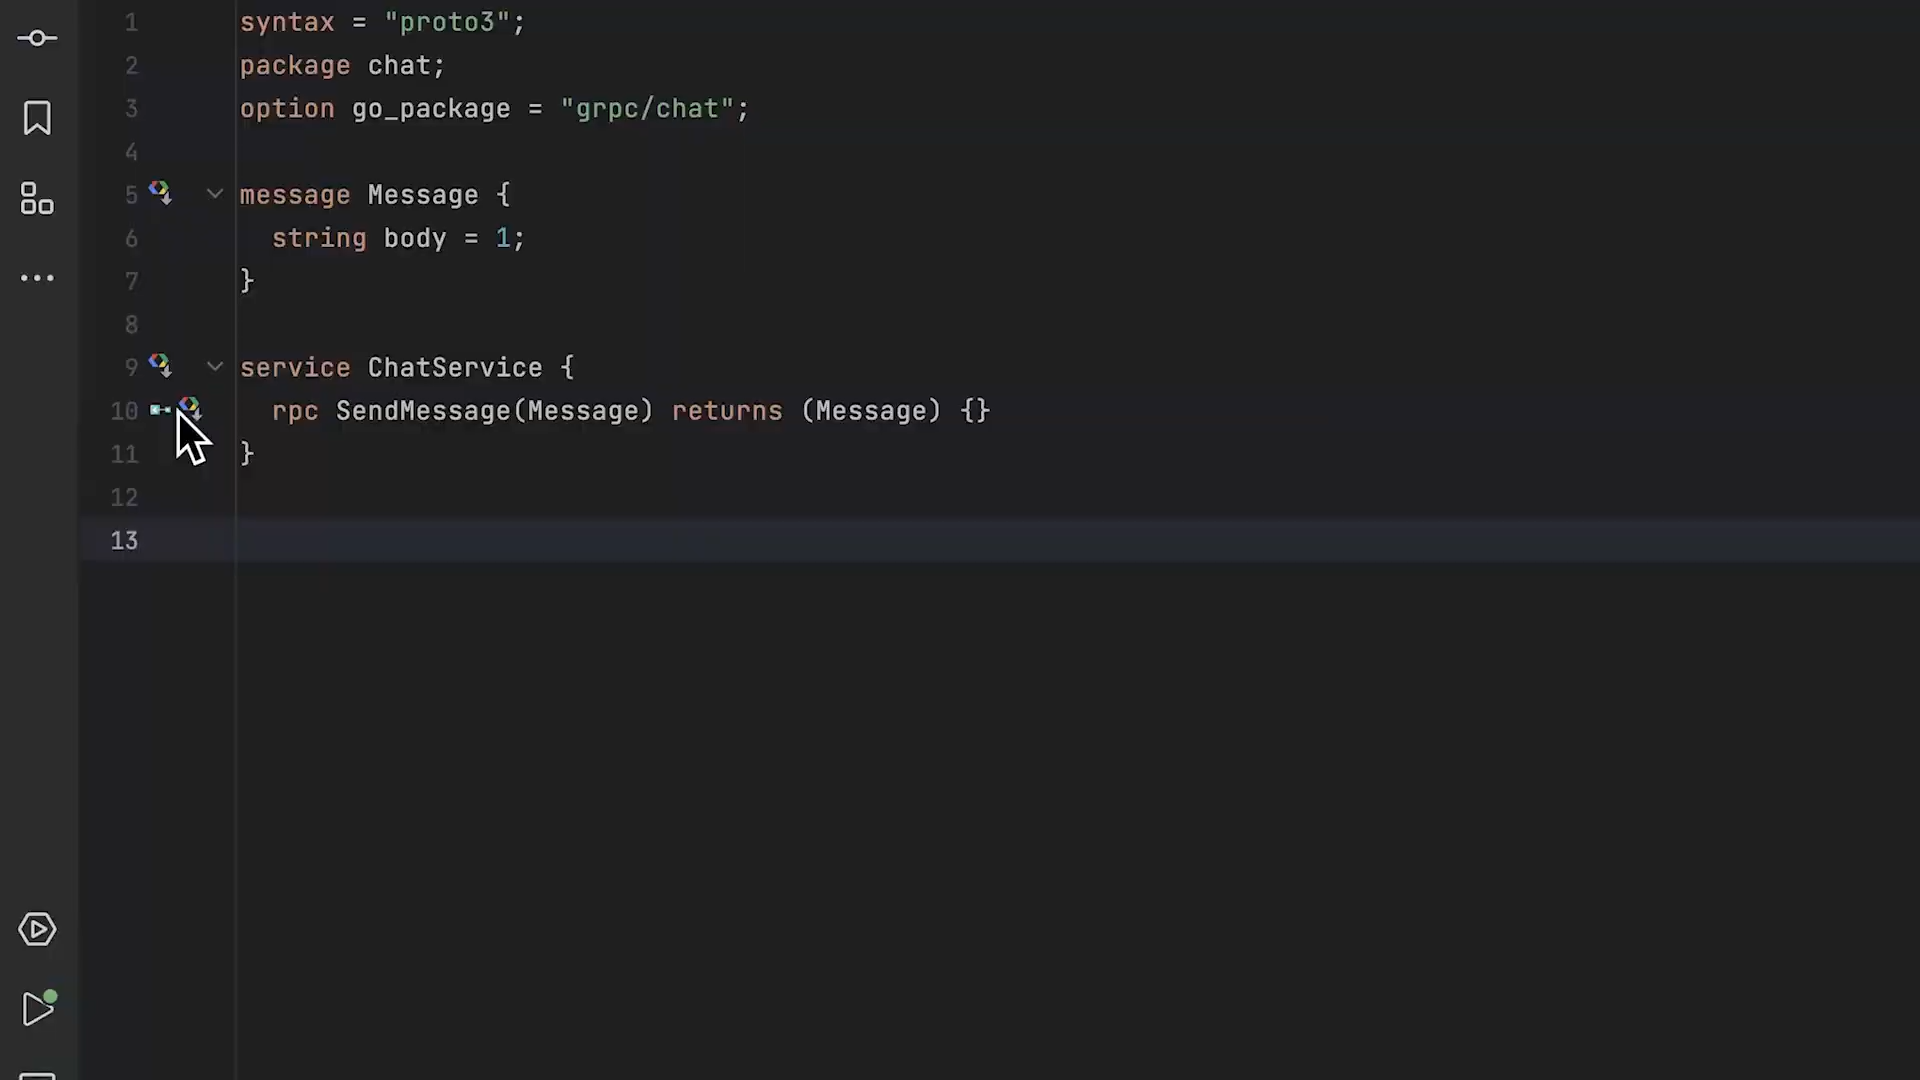 1 syntax = "proto3";
2 package chat;
3 option go_package = "grpc/chat";
4
5 message Message {
6   string body = 1;
7 }
8
9 service ChatService {
10   rpc SendMessage(Message) returns (Message) {}
11 }
12
13